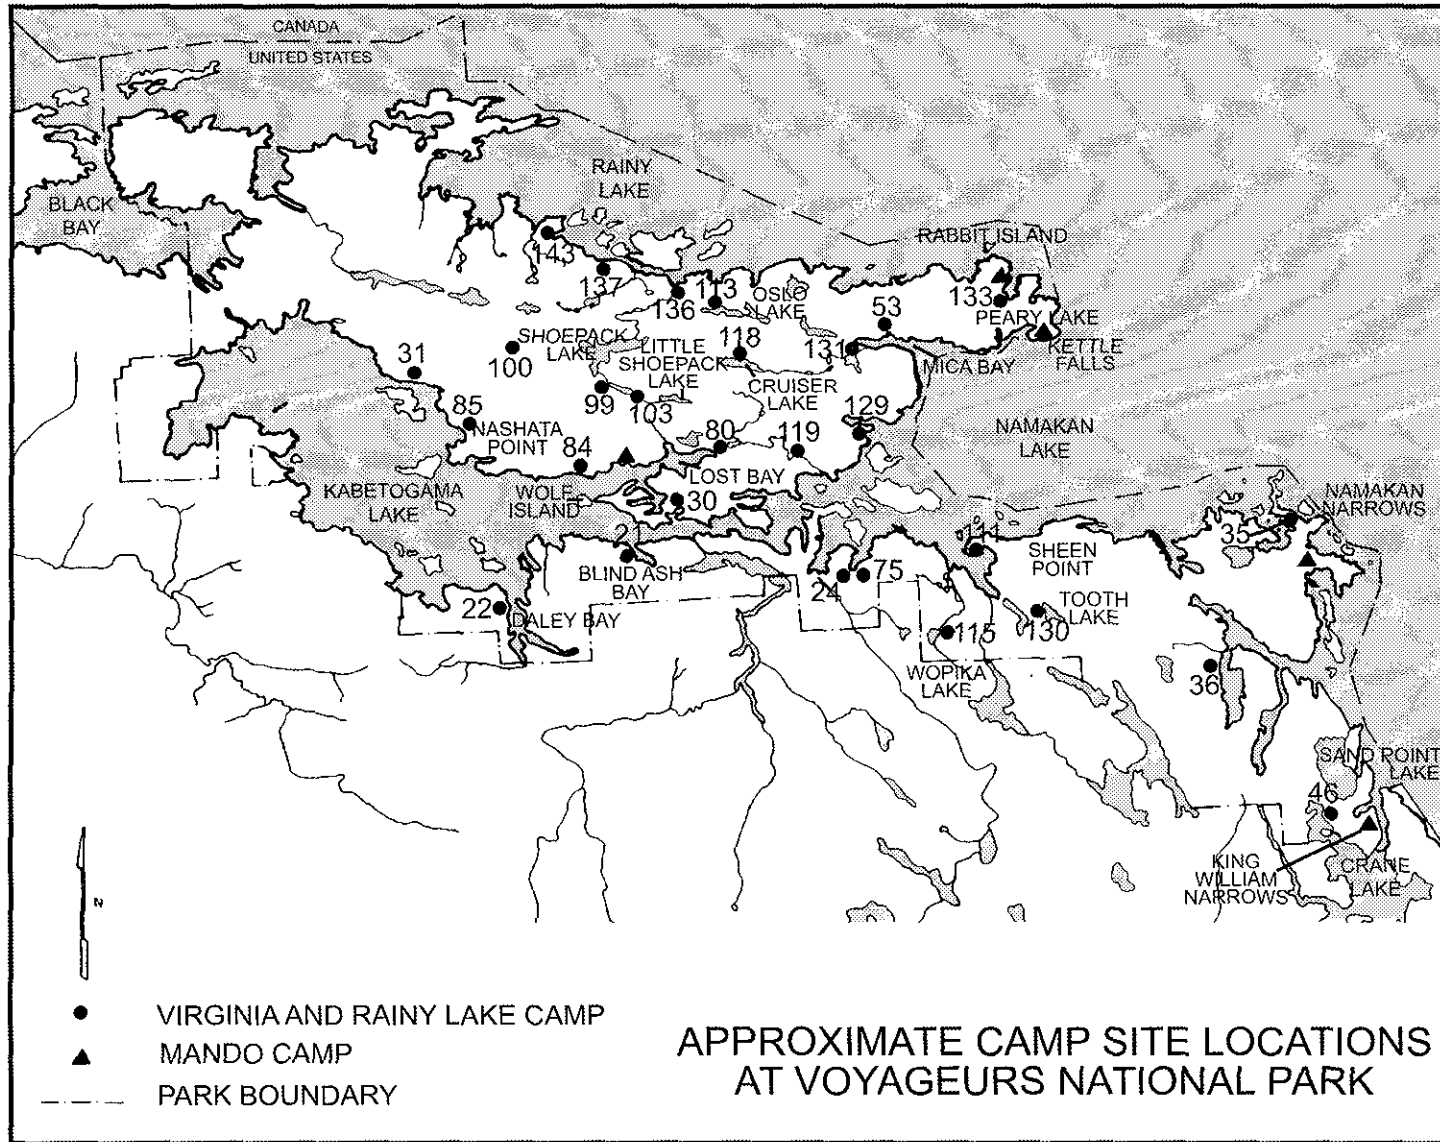 CANADA
UNITED STATES
RAINY
LAKE
BLACK
BAY
RABBIT ISLAND
143
137
136
113
OSLO
LAKE
133
53
PEARY LAKE
KETTLE
FALLS
MICA BAY
131
118
SHOEPACK
LAKE
LITTLE
SHOEPACK
LAKE
100
31
99
103
CRUISER
LAKE
129
85
NASHATA
POINT
84
80
119
NAMAKAN
LAKE
LOST BAY
KABETOGAMA
LAKE
WOLE
ISLAND
30
NAMAKAN
NARROWS
35
21
BLIND ASH
BAY
111
SHEEN
POINT
24
75
22
DALEY BAY
TOOTH
LAKE
130
115
WOPIKA
LAKE
36
SAND POINT
LAKE
46
KING
WILLIAM
NARROWS
CRANE
LAKE
N
VIRGINIA AND RAINY LAKE CAMP
MANDO CAMP
PARK BOUNDARY
APPROXIMATE CAMP SITE LOCATIONS
AT VOYAGEURS NATIONAL PARK